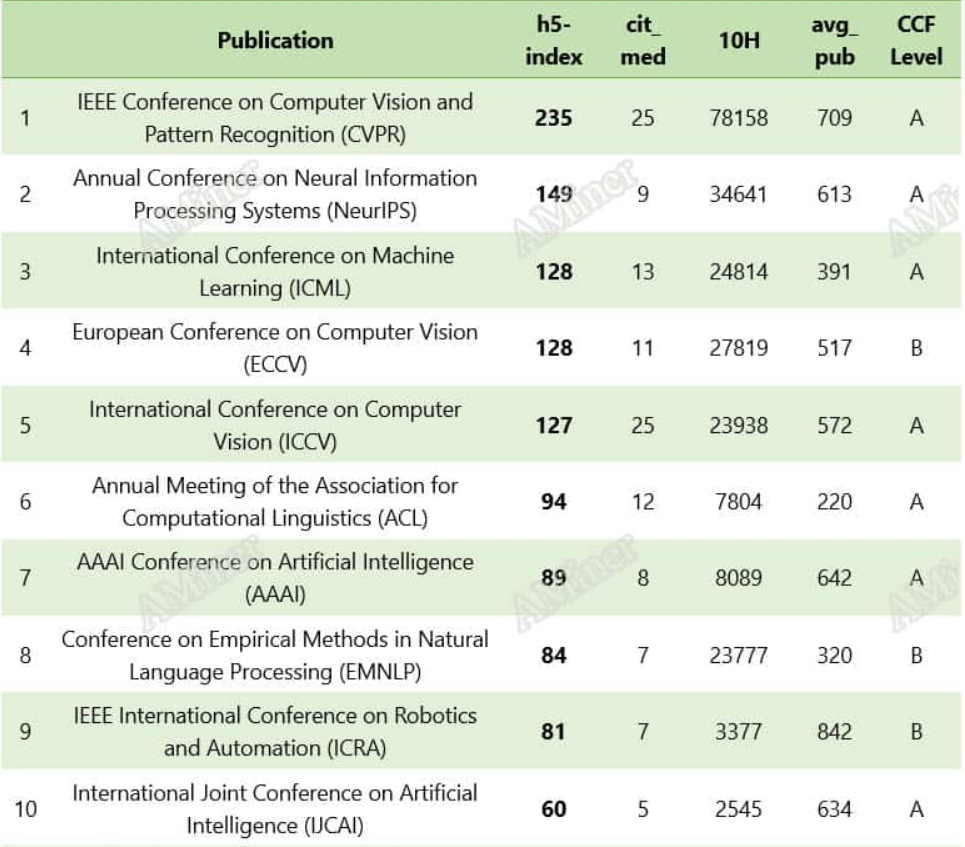 Publication h5-index cit_med 10H avg_pub CCF Level
1 IEEE Conference on Computer Vision and Pattern Recognition (CVPR) 235 25 78158 709 A
2 Annual Conference on Neural Information Processing Systems (NeurIPS) 149 9 34641 613 A
3 International Conference on Machine Learning (ICML) 128 13 24814 391 A
4 European Conference on Computer Vision (ECCV) 128 11 27819 517 B
5 International Conference on Computer Vision (ICCV) 127 25 23938 572 A
6 Annual Meeting of the Association for Computational Linguistics (ACL) 94 12 7804 220 A
7 AAAI Conference on Artificial Intelligence (AAAI) 89 8 8089 642 A
8 Conference on Empirical Methods in Natural Language Processing (EMNLP) 84 7 23777 320 B
9 IEEE International Conference on Robotics and Automation (ICRA) 81 7 3377 842 B
10 International Joint Conference on Artificial Intelligence (IJCAI) 60 5 2545 634 A
AMiner
AMiner
AMi
AMiner
AMiner
AMi